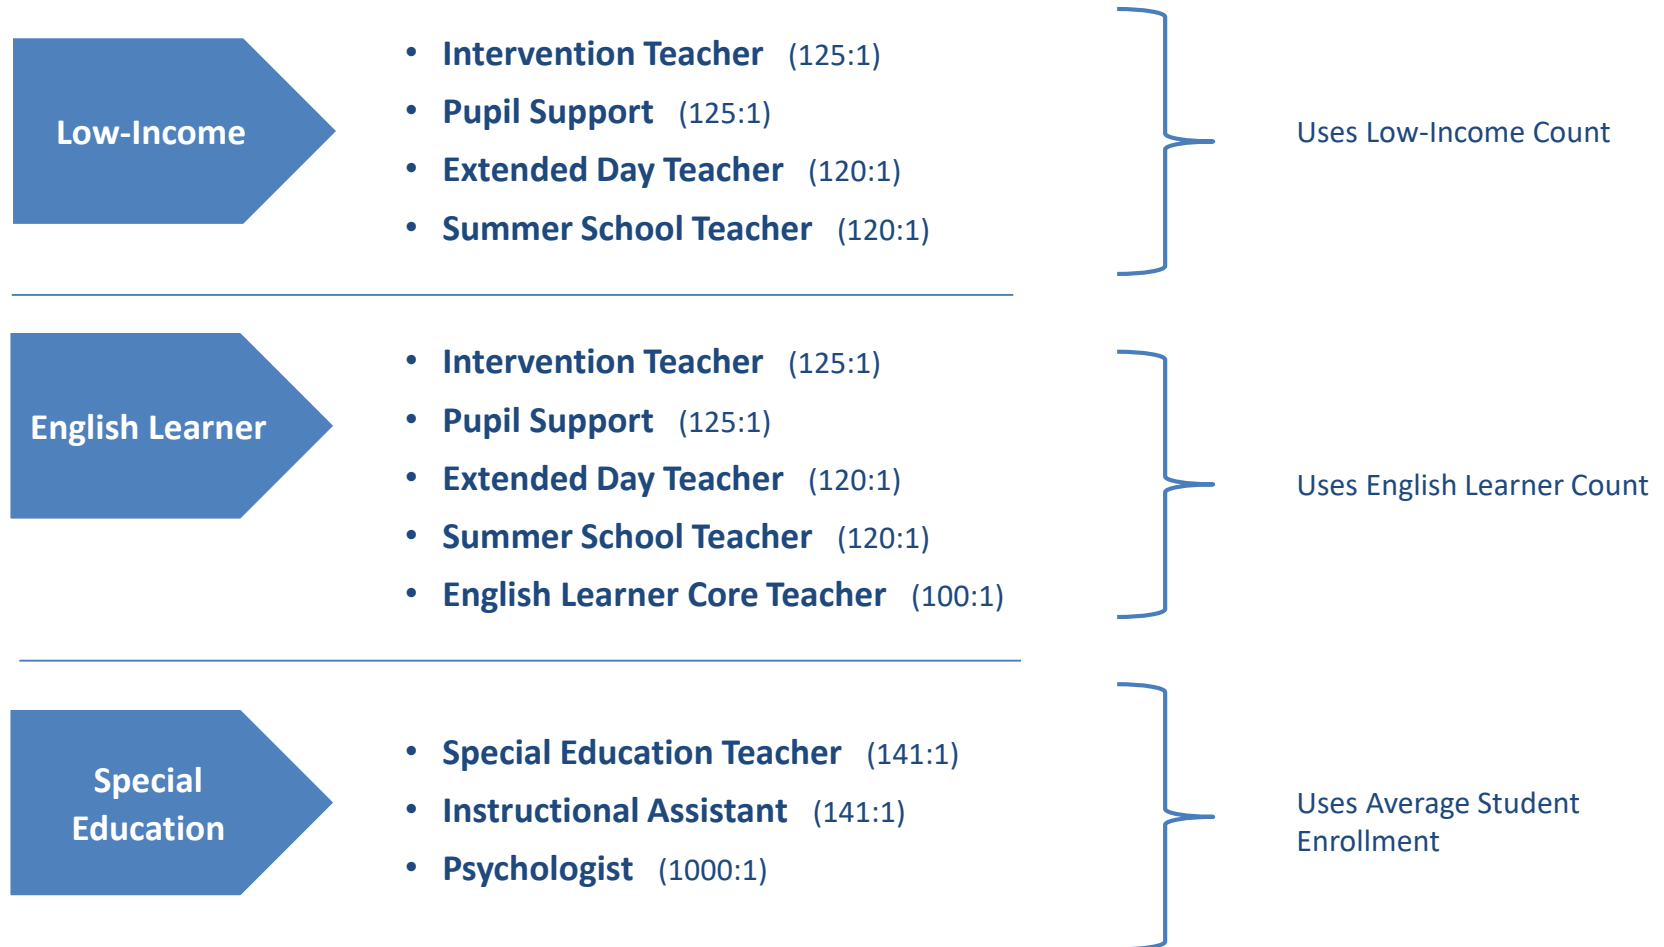 Low-Income
• Intervention Teacher (125:1)
• Pupil Support (125:1)
• Extended Day Teacher (120:1)
• Summer School Teacher (120:1)
Uses Low-Income Count
English Learner
• Intervention Teacher (125:1)
• Pupil Support (125:1)
• Extended Day Teacher (120:1)
• Summer School Teacher (120:1)
• English Learner Core Teacher (100:1)
Uses English Learner Count
Special
Education
• Special Education Teacher (141:1)
• Instructional Assistant (141:1)
• Psychologist (1000:1)
Uses Average Student
Enrollment